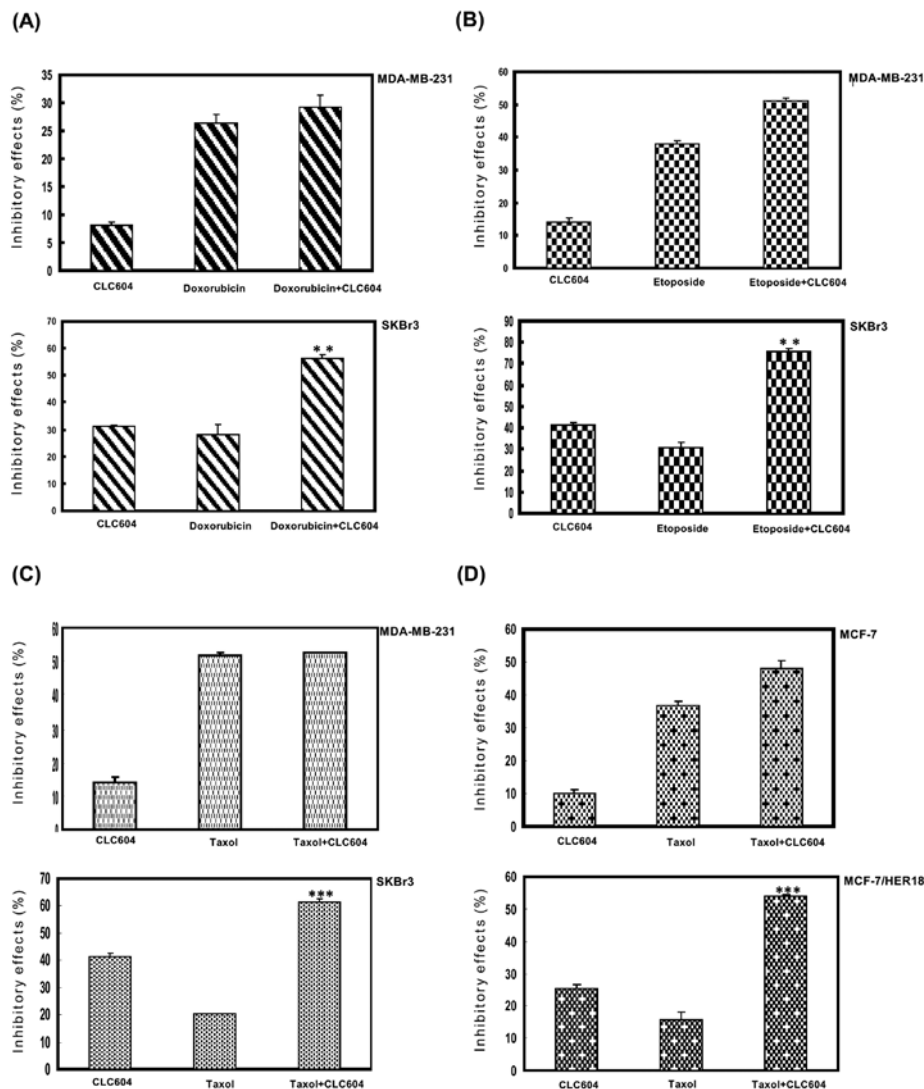 (A)
MDA-MB-231
Inhibitory effects (%)
35
30
25
20
15
10
5
0
CLC604 Doxorubicin Doxorubicin+CLC604
SKBr3
Inhibitory effects (%)
70
60
50
40
30
20
10
0
**
CLC604 Doxorubicin Doxorubicin+CLC604
(B)
MDA-MB-231
Inhibitory effects (%)
60
50
40
30
20
10
0
CLC604 Etoposide Etoposide+CLC604
SKBr3
Inhibitory effects (%)
90
80
70
60
50
40
30
20
10
0
**
CLC604 Etoposide Etoposide+CLC604
(C)
MDA-MB-231
Inhibitory effects (%)
60
50
40
30
20
10
0
CLC604 Taxol Taxol+CLC604
SKBr3
Inhibitory effects (%)
70
60
50
40
30
20
10
0
***
CLC604 Taxol Taxol+CLC604
(D)
MCF-7
Inhibitory effects (%)
60
50
40
30
20
10
0
CLC604 Taxol Taxol+CLC604
MCF-7/HER18
Inhibitory effects (%)
60
50
40
30
20
10
0
***
CLC604 Taxol Taxol+CLC604